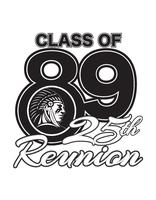 CLASS OF
89
25th
Reunion